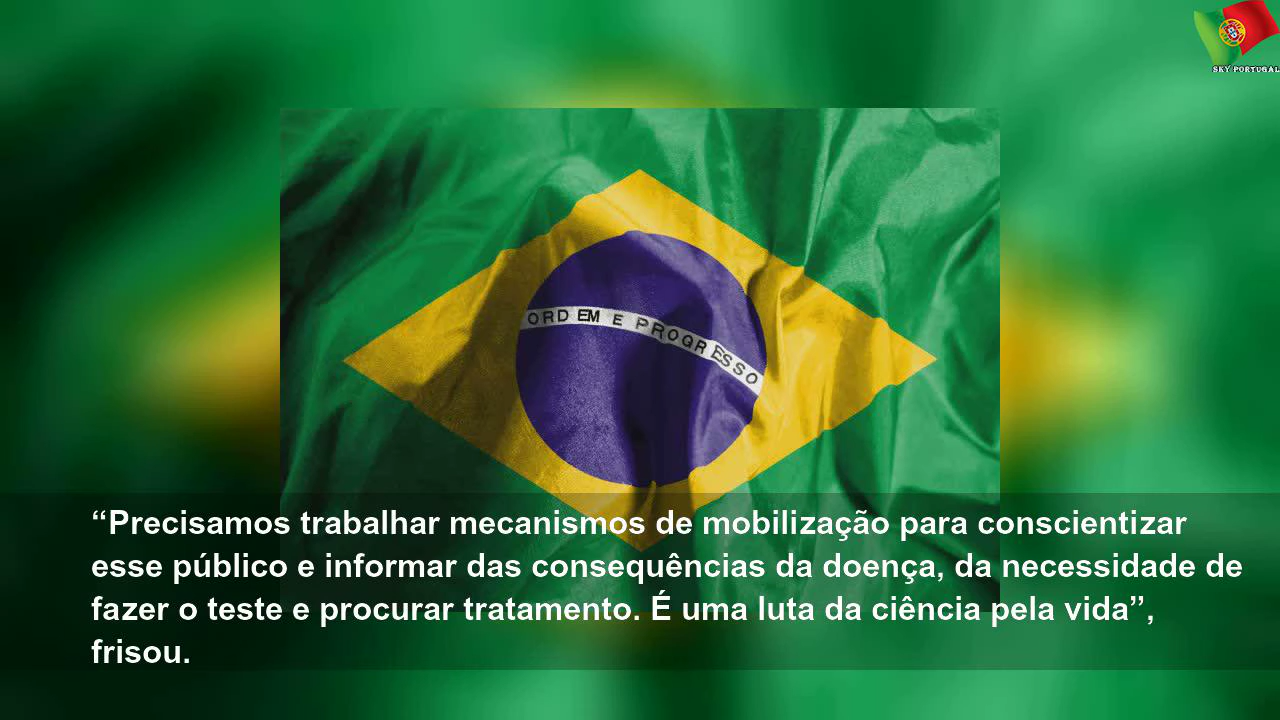 SKY PORTUGAL
ORDEM E PROGRESSO
“Precisamos trabalhar mecanismos de mobilização para conscientizar
esse público e informar das consequências da doença, da necessidade de
fazer o teste e procurar tratamento. É uma luta da ciência pela vida”,
frisou.